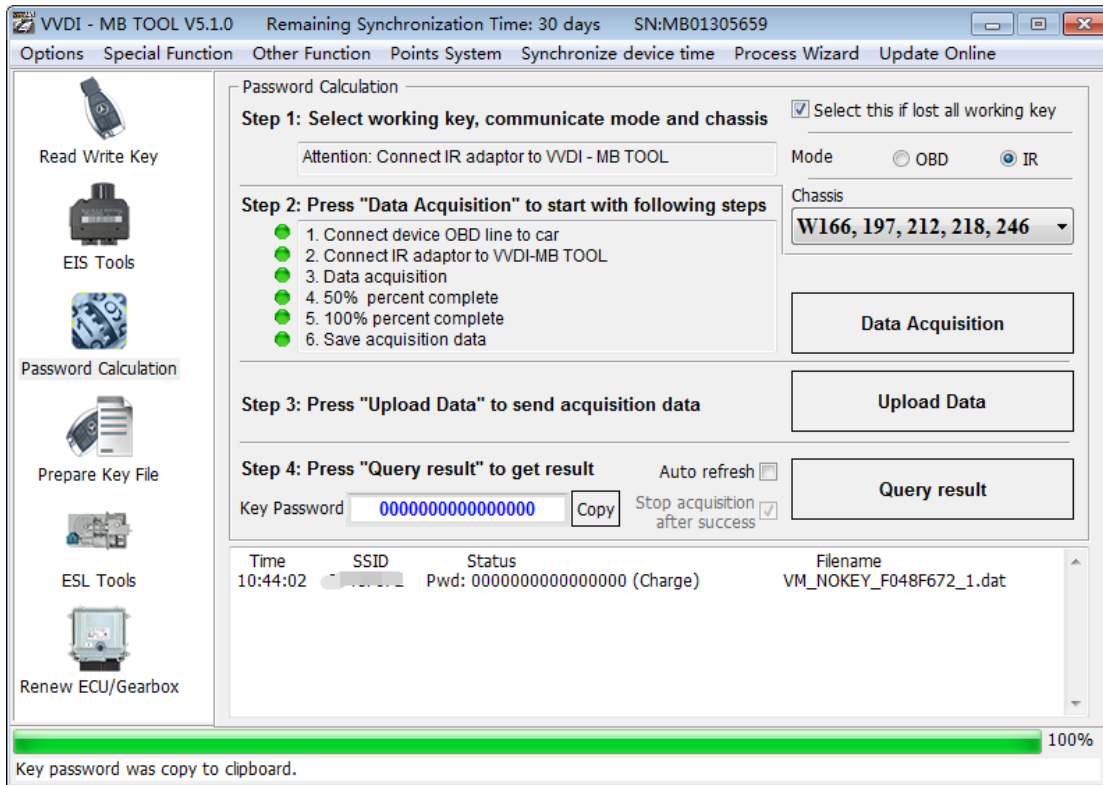 VVDI - MB TOOL V5.1.0 Remaining Synchronization Time: 30 days SN:MB01305659
Options Special Function Other Function Points System Synchronize device time Process Wizard Update Online
Read Write Key
EIS Tools
Password Calculation
Prepare Key File
ESL Tools
Renew ECU/Gearbox
Password Calculation
Step 1: Select working key, communicate mode and chassis
Select this if lost all working key
Attention: Connect IR adaptor to VVDI - MB TOOL
Mode OBD IR
Chassis
W166, 197, 212, 218, 246
Step 2: Press "Data Acquisition" to start with following steps
1. Connect device OBD line to car
2. Connect IR adaptor to VVDI-MB TOOL
3. Data acquisition
4. 50% percent complete
5. 100% percent complete
6. Save acquisition data
Data Acquisition
Step 3: Press "Upload Data" to send acquisition data
Upload Data
Step 4: Press "Query result" to get result
Auto refresh
Key Password 0000000000000000 Copy
Stop acquisition
after success
Query result
Time SSID Status Filename
10:44:02 Pwd: 0000000000000000 (Charge) VM_NOKEY_F048F672_1.dat
100%
Key password was copy to clipboard.